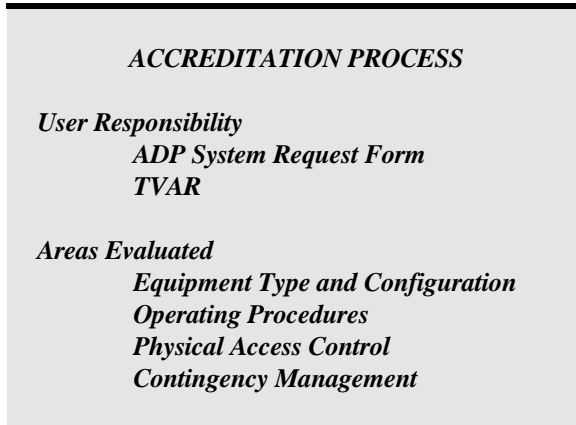 ACCREDITATION PROCESS
User Responsibility
ADP System Request Form
TVAR
Areas Evaluated
Equipment Type and Configuration
Operating Procedures
Physical Access Control
Contingency Management